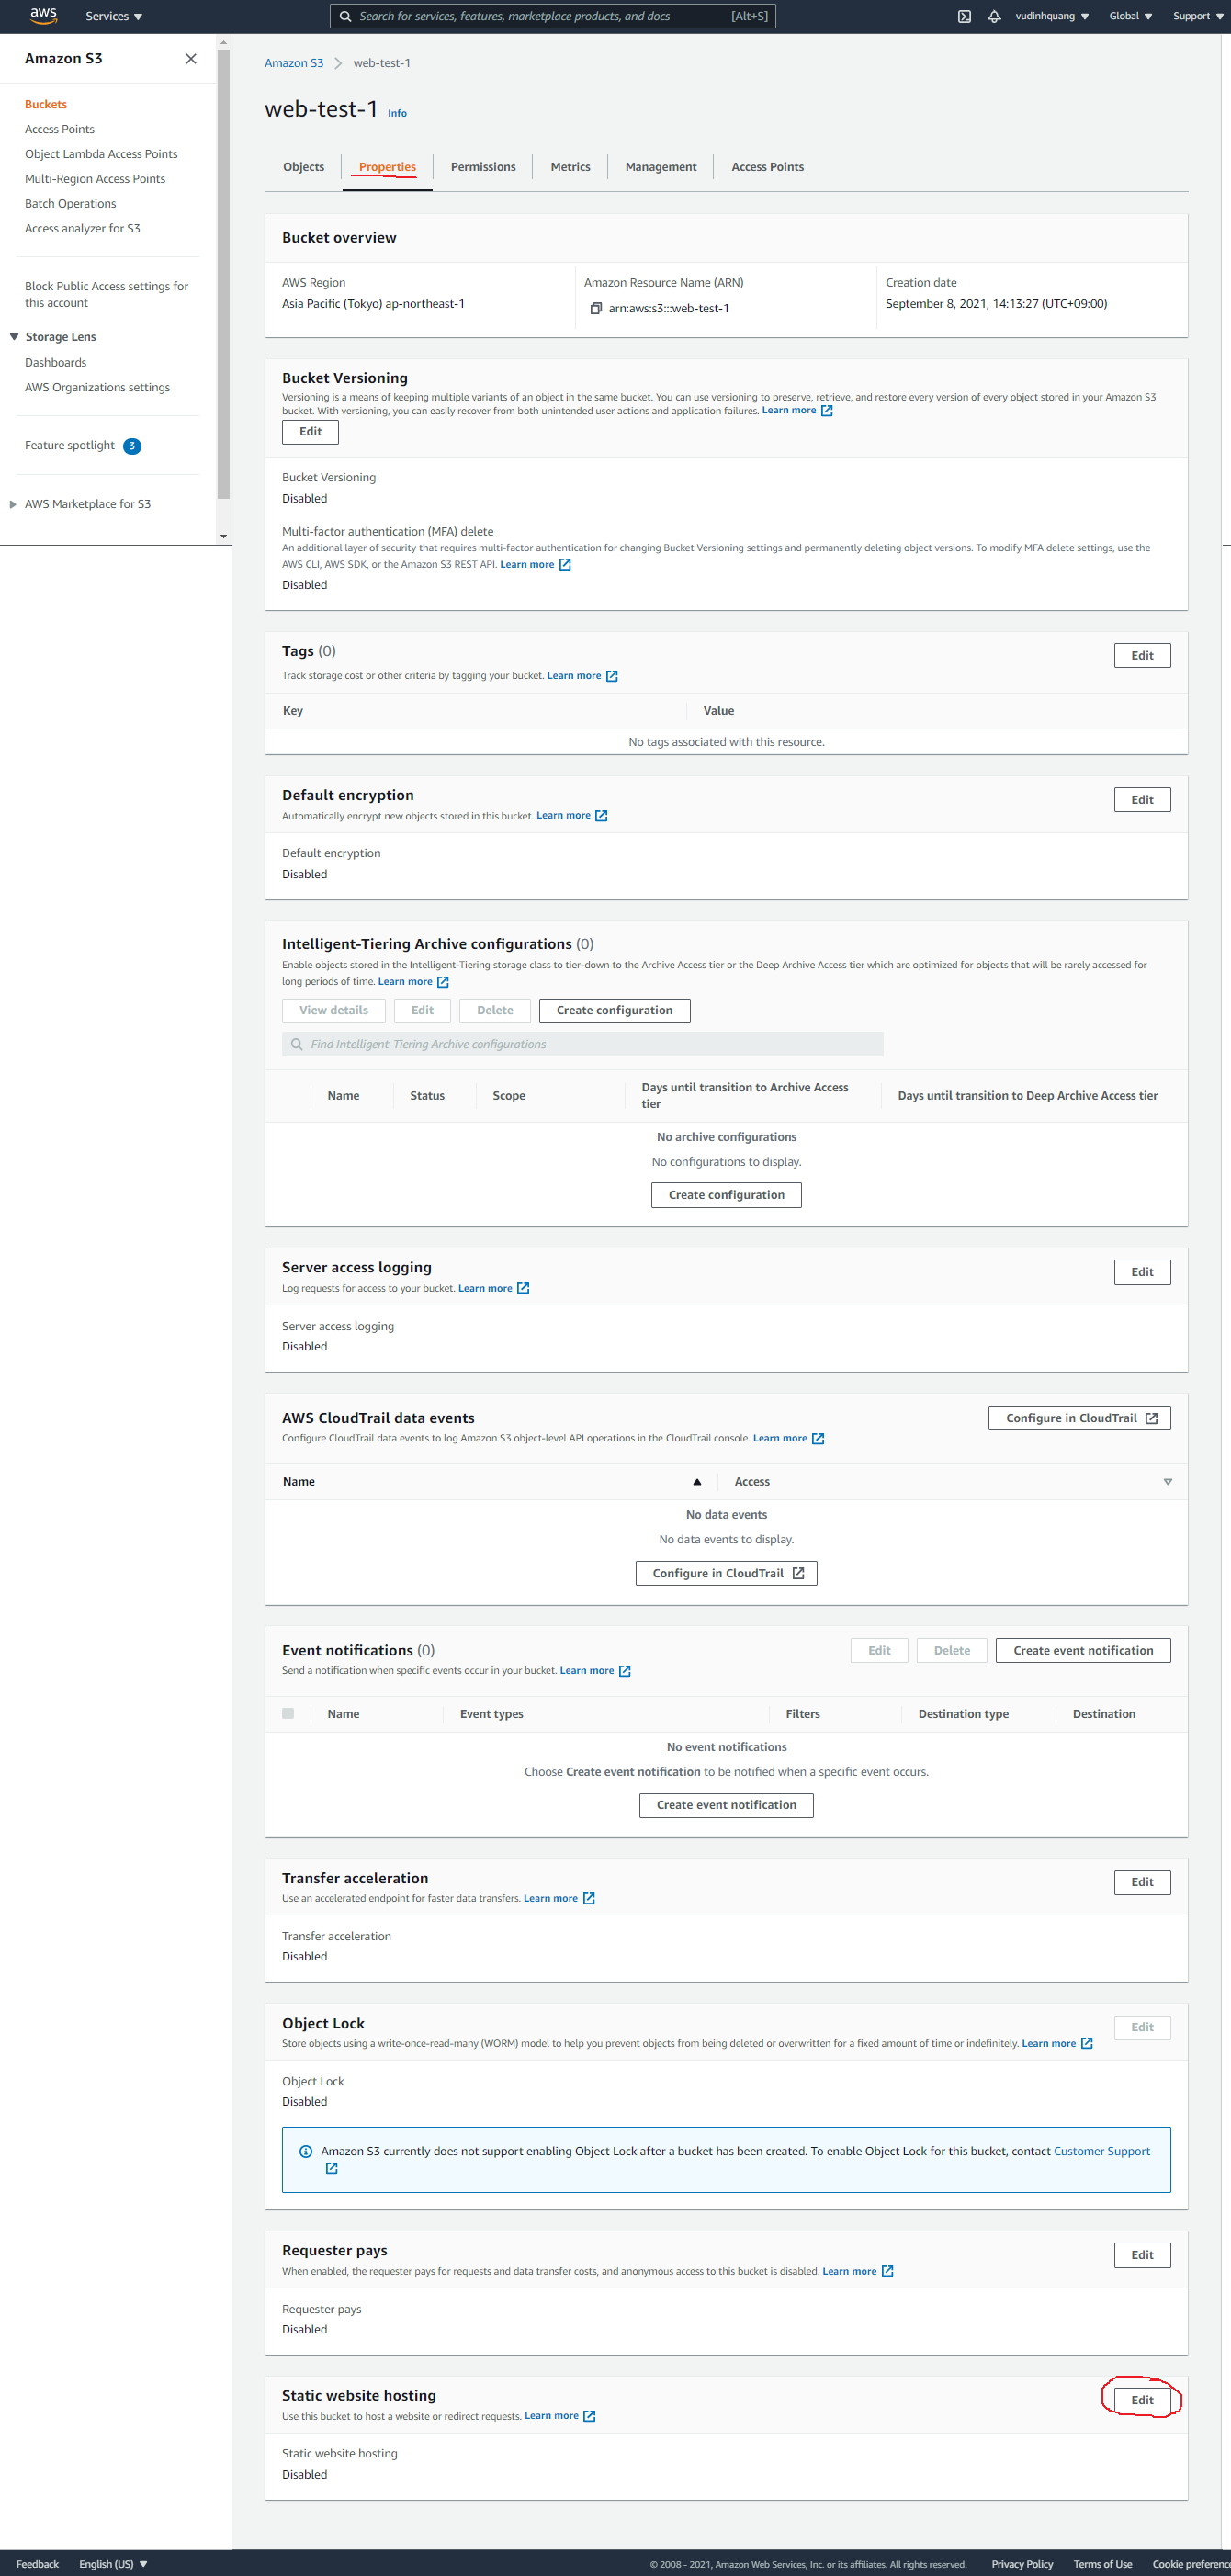 aws Services Search for services, features, marketplace products, and docs [Alt+S] vudinhquang Global Support
Amazon S3
Buckets
Access Points
Object Lambda Access Points
Multi-Region Access Points
Batch Operations
Access analyzer for S3
Block Public Access settings for
this account
Storage Lens
Dashboards
AWS Organizations settings
Feature spotlight 3
AWS Marketplace for S3
Amazon S3 web-test-1
web-test-1 Info
Objects Properties Permissions Metrics Management Access Points
Bucket overview
AWS Region Amazon Resource Name (ARN) Creation date
Asia Pacific (Tokyo) ap-northeast-1 arn:aws:s3:::web-test-1 September 8, 2021, 14:13:27 (UTC+09:00)
Bucket Versioning
Versioning is a means of keeping multiple variants of an object in the same bucket. You can use versioning to preserve, retrieve, and restore every version of every object stored in your Amazon S3
bucket. With versioning, you can easily recover from both unintended user actions and application failures. Learn more
Edit
Bucket Versioning
Disabled
Multi-factor authentication (MFA) delete
An additional layer of security that requires multi-factor authentication for changing Bucket Versioning settings and permanently deleting object versions. To modify MFA delete settings, use the
AWS CLI, AWS SDK, or the Amazon S3 REST API. Learn more
Disabled
Tags (0) Edit
Track storage cost or other criteria by tagging your bucket. Learn more
Key Value
No tags associated with this resource.
Default encryption Edit
Automatically encrypt new objects stored in this bucket. Learn more
Default encryption
Disabled
Intelligent-Tiering Archive configurations (0)
Enable objects stored in the Intelligent-Tiering storage class to tier-down to the Archive Access tier or the Deep Archive Access tier which are optimized for objects that will be rarely accessed for
long periods of time. Learn more
View details Edit Delete Create configuration
Find Intelligent-Tiering Archive configurations
Name Status Scope Days until transition to Archive Access
tier Days until transition to Deep Archive Access tier
No archive configurations
No configurations to display.
Create configuration
Server access logging Edit
Log requests for access to your bucket. Learn more
Server access logging
Disabled
AWS CloudTrail data events Configure in CloudTrail
Configure CloudTrail data events to log Amazon S3 object-level API operations in the CloudTrail console. Learn more
Name Access
No data events
No data events to display.
Configure in CloudTrail
Event notifications (0) Edit Delete Create event notification
Send a notification when specific events occur in your bucket. Learn more
Name Event types Filters Destination type Destination
No event notifications
Choose Create event notification to be notified when a specific event occurs.
Create event notification
Transfer acceleration Edit
Use an accelerated endpoint for faster data transfers. Learn more
Transfer acceleration
Disabled
Object Lock Edit
Store objects using a write-once-read-many (WORM) model to help you prevent objects from being deleted or overwritten for a fixed amount of time or indefinitely. Learn more
Object Lock
Disabled
Amazon S3 currently does not support enabling Object Lock after a bucket has been created. To enable Object Lock for this bucket, contact Customer Support
Requester pays Edit
When enabled, the requester pays for requests and data transfer costs, and anonymous access to this bucket is disabled. Learn more
Requester pays
Disabled
Static website hosting Edit
Use this bucket to host a website or redirect requests. Learn more
Static website hosting
Disabled
Feedback English (US) © 2008 - 2021, Amazon Web Services, Inc. or its affiliates. All rights reserved. Privacy Policy Terms of Use Cookie preferenc